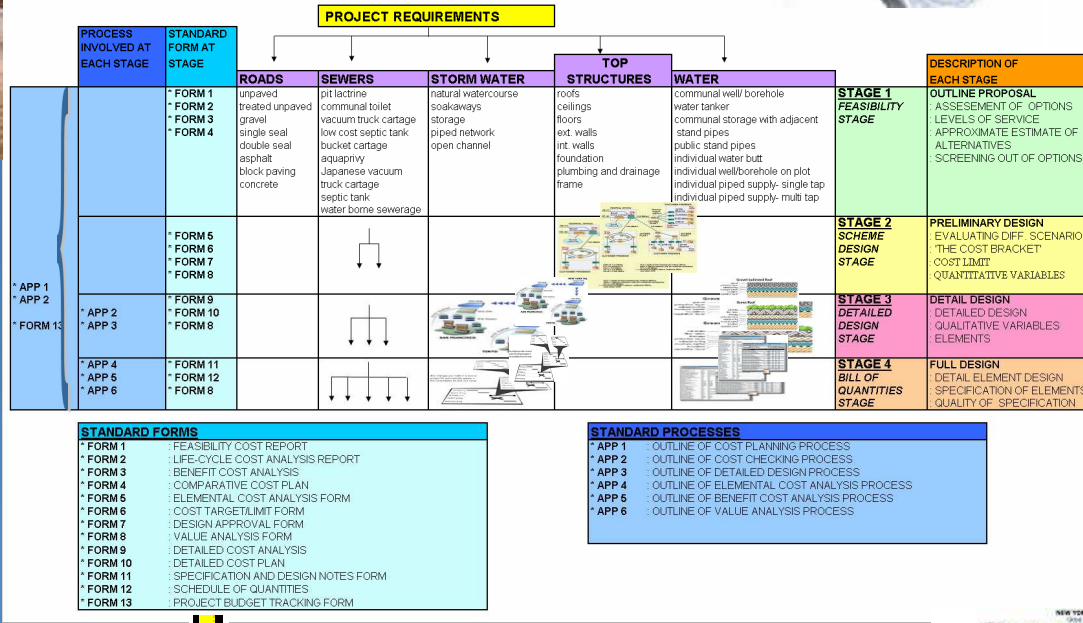 PROJECT REQUIREMENTS
PROCESS
INVOLVED AT
EACH STAGE
STANDARD
FORM AT
STAGE
ROADS
SEWERS
STORM WATER
TOP
STRUCTURES
WATER
DESCRIPTION OF
EACH STAGE
* APP 1
* APP 2
* FORM 13
* FORM 1
* FORM 2
* FORM 3
* FORM 4
unpaved
treated unpaved
gravel
single seal
double seal
asphalt
block paving
concrete
pit lactrine
communal toilet
vacuum truck cartage
low cost septic tank
bucket cartage
aquaprivy
Japanese vacuum
truck cartage
septic tank
water borne sewerage
natural watercourse
soakaways
storage
piped network
open channel
roofs
ceilings
floors
ext. walls
int. walls
foundation
plumbing and drainage
frame
communal well/ borehole
water tanker
communal storage with adjacent
stand pipes
public stand pipes
individual water butt
individual well/borehole on plot
individual piped supply- single tap
individual piped supply- multi tap
STAGE 1
FEASIBILITY
STAGE
OUTLINE PROPOSAL
: ASSESEMENT OF OPTIONS
: LEVELS OF SERVICE
: APPROXIMATE ESTIMATE OF
ALTERNATIVES
: SCREENING OUT OF OPTIONS
* FORM 5
* FORM 6
* FORM 7
* FORM 8
STAGE 2
SCHEME
DESIGN
STAGE
PRELIMINARY DESIGN
: EVALUATING DIFF. SCENARIO
: 'THE COST BRACKET'
: COST LIMIT
: QUANTITATIVE VARIABLES
* APP 2
* APP 3
* FORM 9
* FORM 10
* FORM 8
STAGE 3
DETAILED
DESIGN
STAGE
DETAIL DESIGN
: DETAILED DESIGN
: QUALITATIVE VARIABLES
: ELEMENTS
* APP 4
* APP 5
* APP 6
* FORM 11
* FORM 12
* FORM 8
STAGE 4
BILL OF
QUANTITIES
STAGE
FULL DESIGN
: DETAIL ELEMENT DESIGN
: SPECIFICATION OF ELEMENTS
: QUALITY OF SPECIFICATION
STANDARD FORMS
* FORM 1 : FEASIBILITY COST REPORT
* FORM 2 : LIFE-CYCLE COST ANALYSIS REPORT
* FORM 3 : BENEFIT COST ANALYSIS
* FORM 4 : COMPARATIVE COST PLAN
* FORM 5 : ELEMENTAL COST ANALYSIS FORM
* FORM 6 : COST TARGET/LIMIT FORM
* FORM 7 : DESIGN APPROVAL FORM
* FORM 8 : VALUE ANALYSIS FORM
* FORM 9 : DETAILED COST ANALYSIS
* FORM 10 : DETAILED COST PLAN
* FORM 11 : SPECIFICATION AND DESIGN NOTES FORM
* FORM 12 : SCHEDULE OF QUANTITIES
* FORM 13 : PROJECT BUDGET TRACKING FORM
STANDARD PROCESSES
* APP 1 : OUTLINE OF COST PLANNING PROCESS
* APP 2 : OUTLINE OF COST CHECKING PROCESS
* APP 3 : OUTLINE OF DETAILED DESIGN PROCESS
* APP 4 : OUTLINE OF ELEMENTAL COST ANALYSIS PROCESS
* APP 5 : OUTLINE OF BENEFIT COST ANALYSIS PROCESS
* APP 6 : OUTLINE OF VALUE ANALYSIS PROCESS